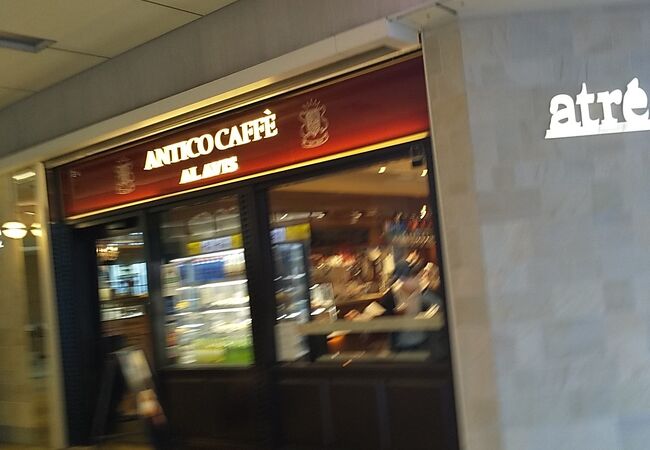 ANTICO CAFFÈ
AL AVIS
atré